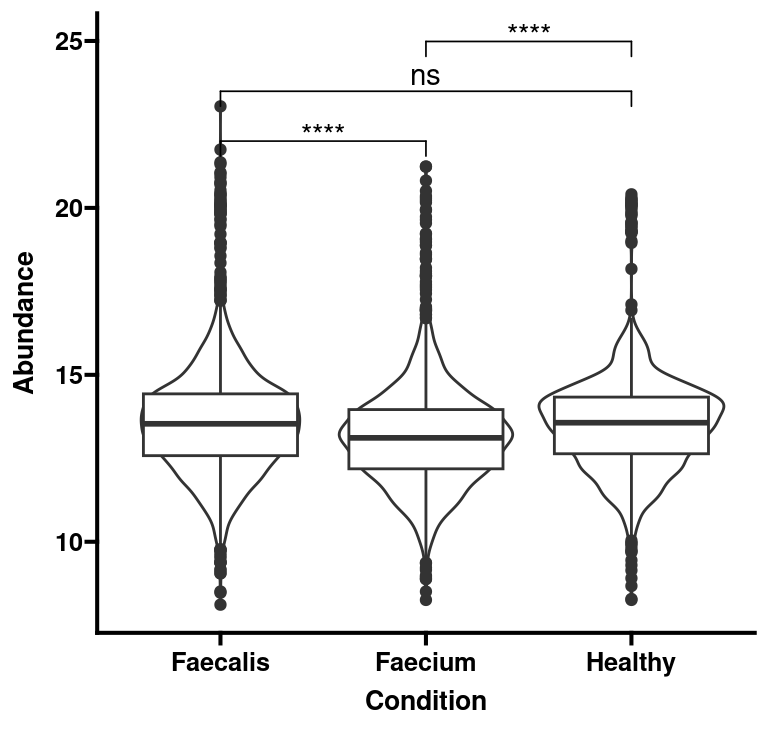 25
****
ns
****
20
15
10
Abundance
Faecalis Faecium Healthy
Condition